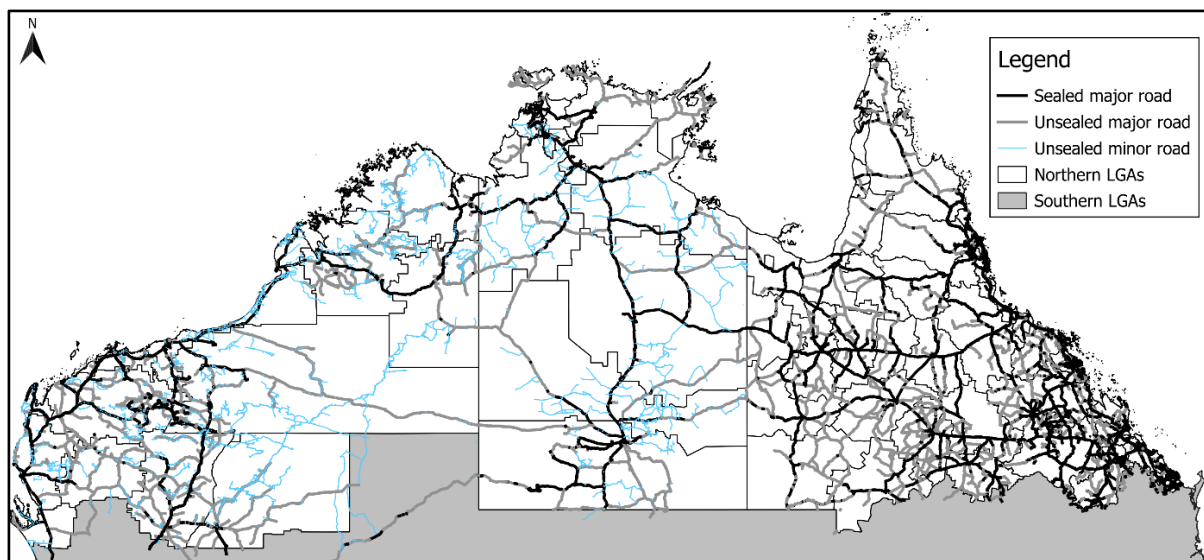 N
Legend
Sealed major road
Unsealed major road
Unsealed minor road
Northern LGAs
Southern LGAs